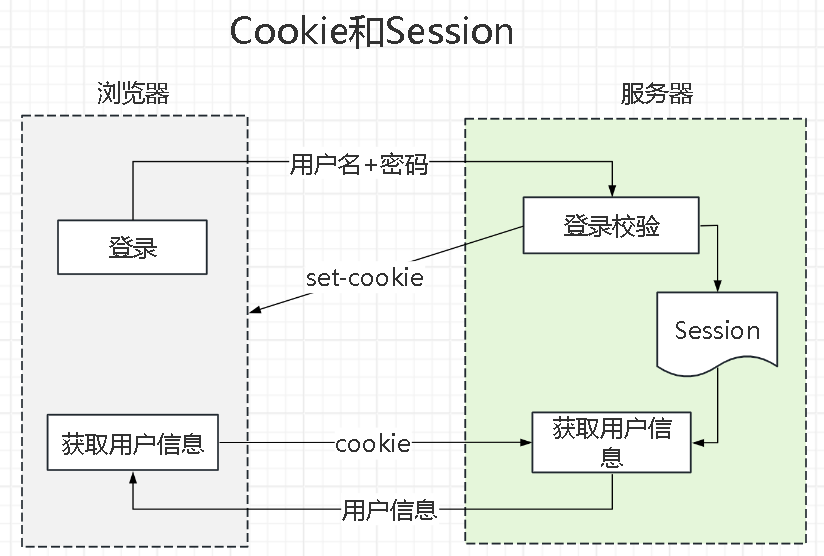 Cookie和Session
浏览器
服务器
用户名+密码
登录
登录校验
set-cookie
Session
获取用户信息
cookie
获取用户信
息
用户信息